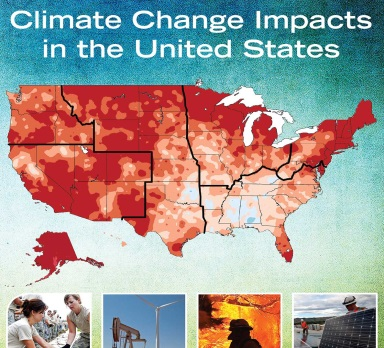 Climate Change Impacts
in the United States